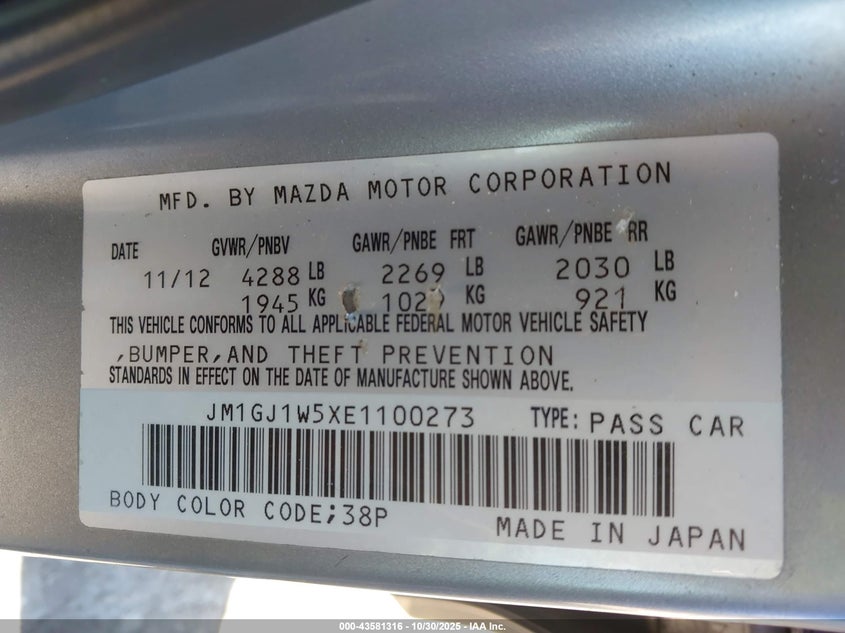 MFD. BY MAZDA MOTOR CORPORATION
DATE GVWR/PNBV GAWR/PNBE FRT GAWR/PNBE RR
11/12 4288 LB 2269 LB 2030 LB
1945 KG 1029 KG 921 KG
THIS VEHICLE CONFORMS TO ALL APPLICABLE FEDERAL MOTOR VEHICLE SAFETY
,BUMPER,AND THEFT PREVENTION
STANDARDS IN EFFECT ON THE DATE OF MANUFACTURE SHOWN ABOVE.
JM1GJ1W5XE1100273 TYPE: PASS CAR
BODY COLOR CODE;38P
MADE IN JAPAN
000-43581316 - 10/30/2025 - IAA Inc.